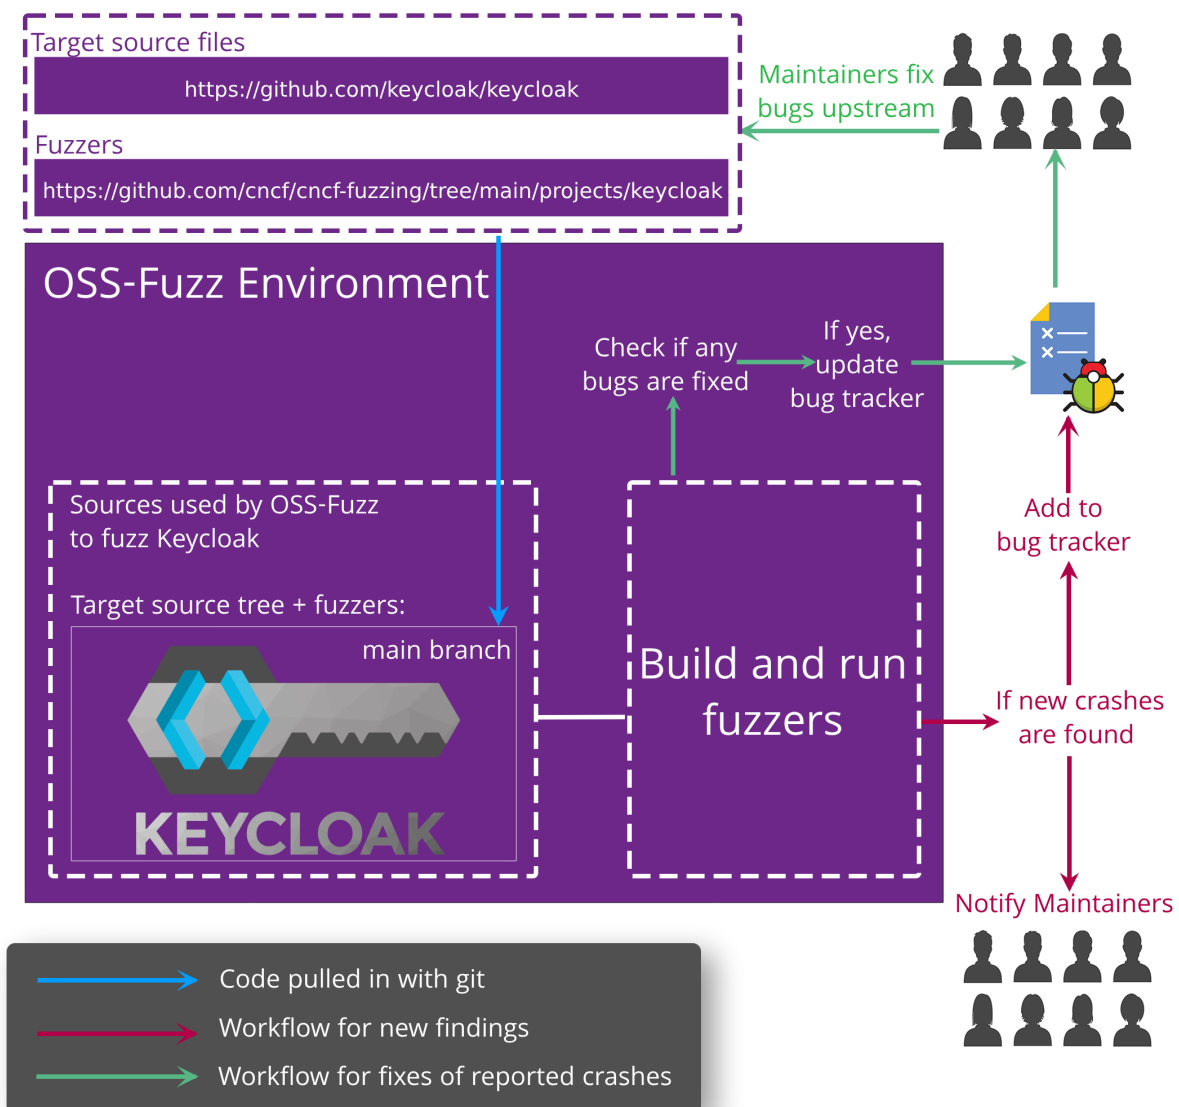 Target source files
https://github.com/keycloak/keycloak
Fuzzers
https://github.com/cncf/cncf-fuzzing/tree/main/projects/keycloak
Maintainers fix
bugs upstream
OSS-Fuzz Environment
Check if any
bugs are fixed
If yes,
update
bug tracker
Sources used by OSS-Fuzz
to fuzz Keycloak
Target source tree + fuzzers:
main branch
KEYCLOAK
Build and run
fuzzers
Add to
bug tracker
If new crashes
are found
Notify Maintainers
Code pulled in with git
Workflow for new findings
Workflow for fixes of reported crashes